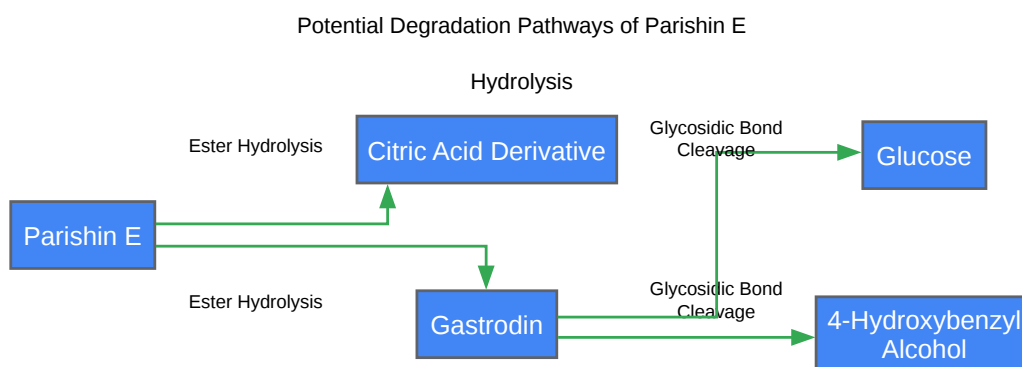 Potential Degradation Pathways of Parishin E
Hydrolysis
Ester Hydrolysis
Citric Acid Derivative
Glycosidic Bond
Cleavage
Glucose
Parishin E
Ester Hydrolysis
Gastrodin
Glycosidic Bond
Cleavage
4-Hydroxybenzyl
Alcohol